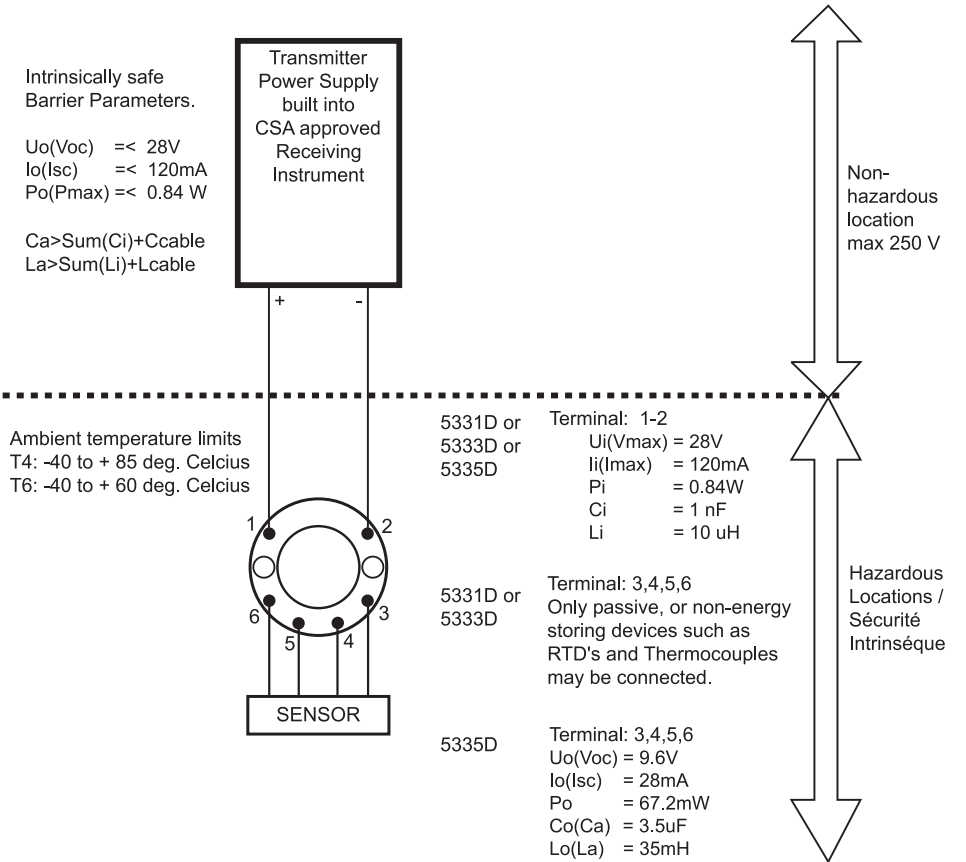 Intrinsically safe
Barrier Parameters.
Uo(Voc) =< 28V
Io(Isc) =< 120mA
Po(Pmax) =< 0.84 W
Ca>Sum(Ci)+Ccable
La>Sum(Li)+Lcable
Transmitter
Power Supply
built into
CSA approved
Receiving
Instrument
+ -
Non-
hazardous
location
max 250 V
Ambient temperature limits
T4: -40 to + 85 deg. Celcius
T6: -40 to + 60 deg. Celcius
1 2
6 3
5 4
SENSOR
5331D or
5333D or
5335D
Terminal: 1-2
Ui(Vmax) = 28V
Ii(Imax) = 120mA
Pi = 0.84W
Ci = 1 nF
Li = 10 uH
5331D or
5333D
Terminal: 3,4,5,6
Only passive, or non-energy
storing devices such as
RTD's and Thermocouples
may be connected.
5335D
Terminal: 3,4,5,6
Uo(Voc) = 9.6V
Io(Isc) = 28mA
Po = 67.2mW
Co(Ca) = 3.5uF
Lo(La) = 35mH
Hazardous
Locations /
Sécurité
Intrinséque